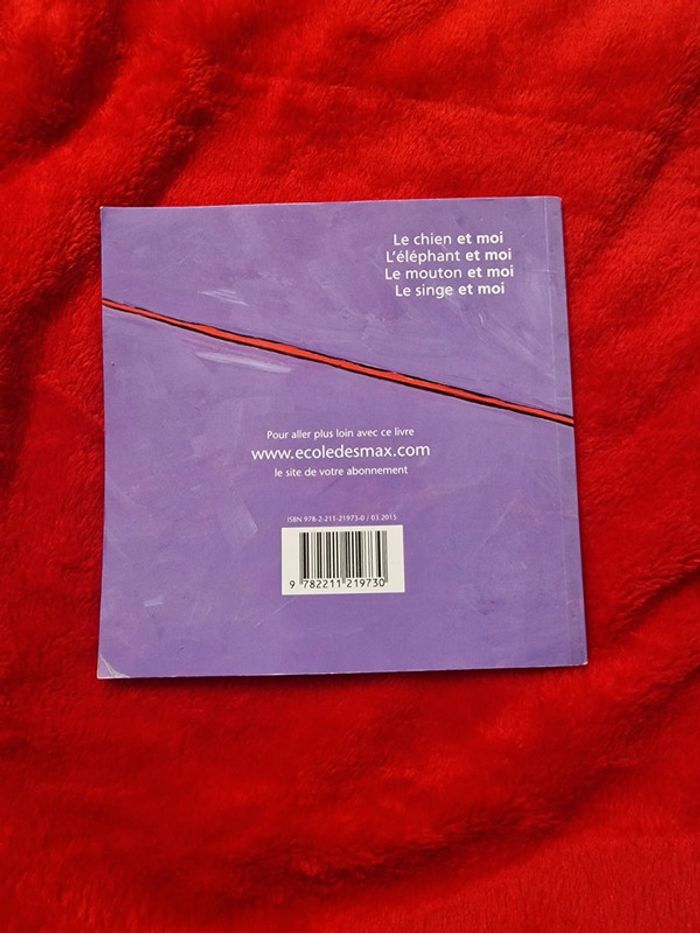 Le chien et moi
L'éléphant et moi
Le mouton et moi
Le singe et moi
Pour aller plus loin avec ce livre
www.ecoledesmax.com
le site de votre abonnement
ISBN 978-2-211-21973-0 / 03.2015
9 782211 219730